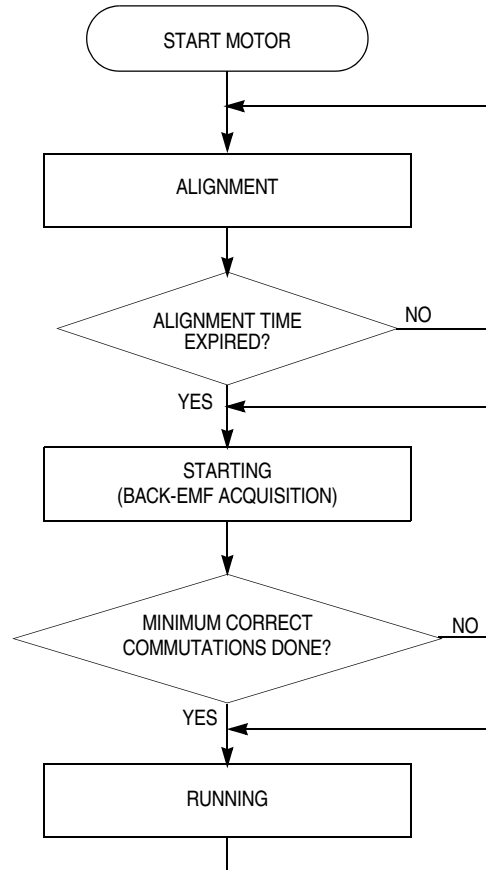 START MOTOR
ALIGNMENT
ALIGNMENT TIME
EXPIRED?
NO
YES
STARTING
(BACK-EMF ACQUISITION)
MINIMUM CORRECT
COMMUTATIONS DONE?
NO
YES
RUNNING